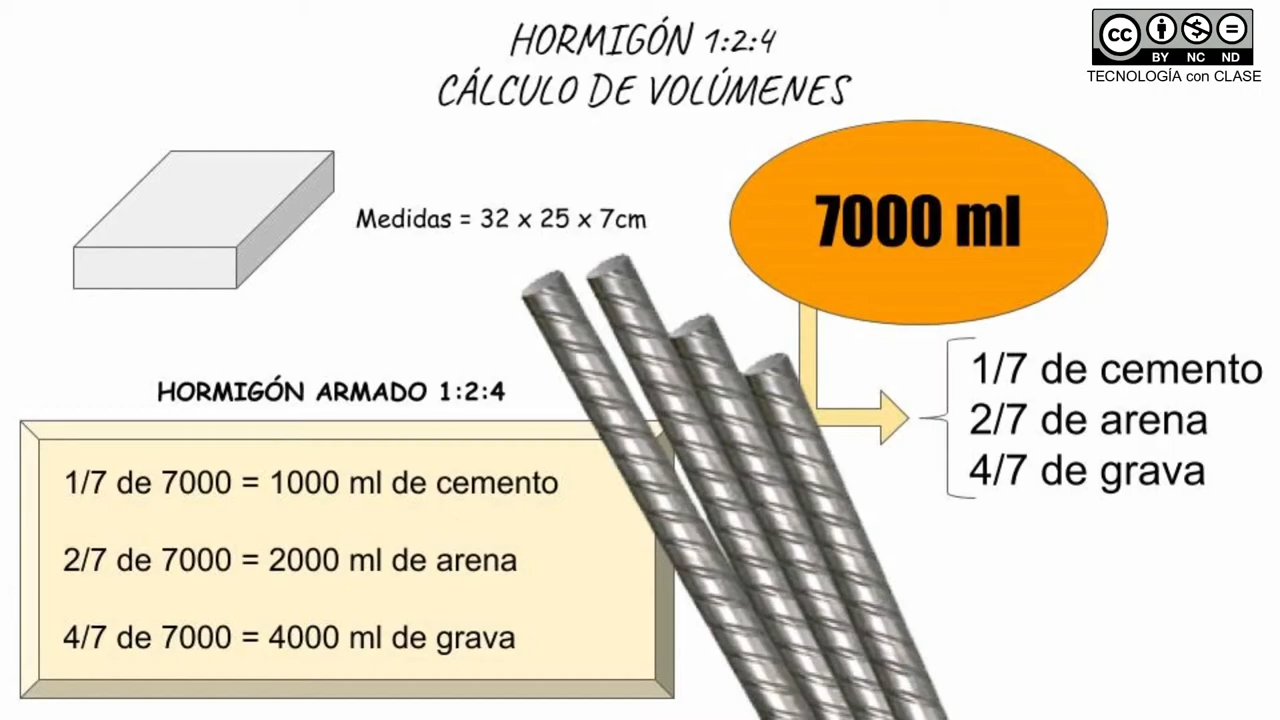 HORMIGÓN 1:2:4
CÁLCULO DE VOLÚMENES
cc
BY NC ND
TECNOLOGÍA con CLASE
Medidas = 32 x 25 x 7cm
7000 ml
1/7 de cemento
2/7 de arena
4/7 de grava
HORMIGÓN ARMADO 1:2:4
1/7 de 7000 = 1000 ml de cemento
2/7 de 7000 = 2000 ml de arena
4/7 de 7000 = 4000 ml de grava